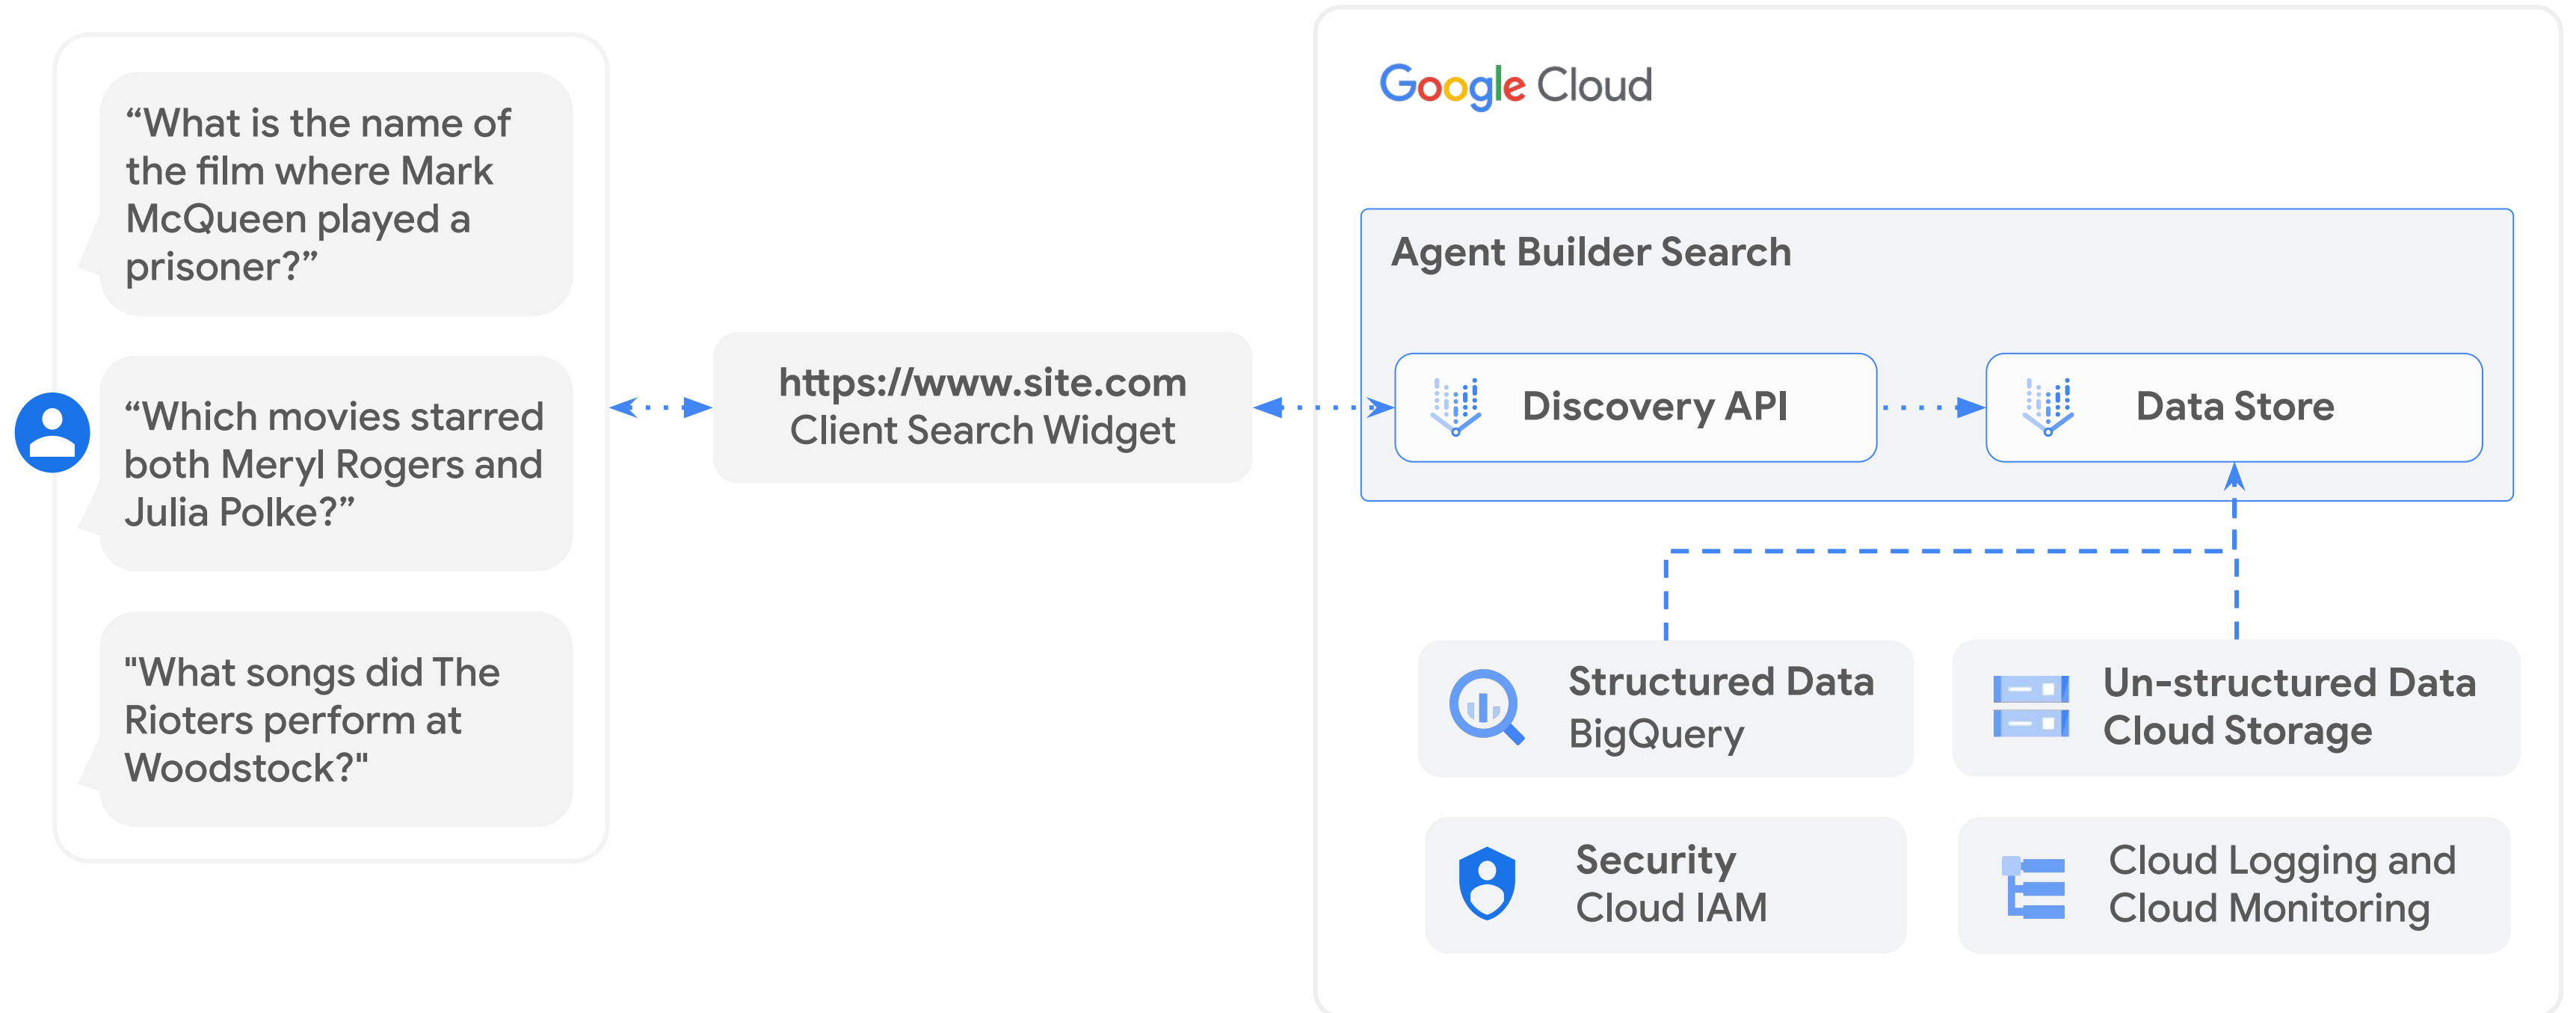 “What is the name of
the film where Mark
McQueen played a
prisoner?”
“Which movies starred
both Meryl Rogers and
Julia Polke?”
"What songs did The
Rioters perform at
Woodstock?"
https://www.site.com
Client Search Widget
Google Cloud
Agent Builder Search
Discovery API
Data Store
Structured Data
BigQuery
Un-structured Data
Cloud Storage
Security
Cloud IAM
Cloud Logging and
Cloud Monitoring